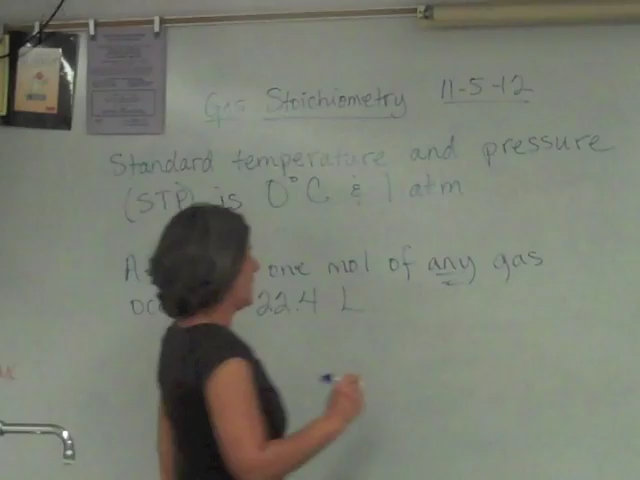 Gas Stoichiometry 11-5-12
Standard temperature and pressure
(STP) is 0°C & 1 atm
one mol of any gas
22.4 L